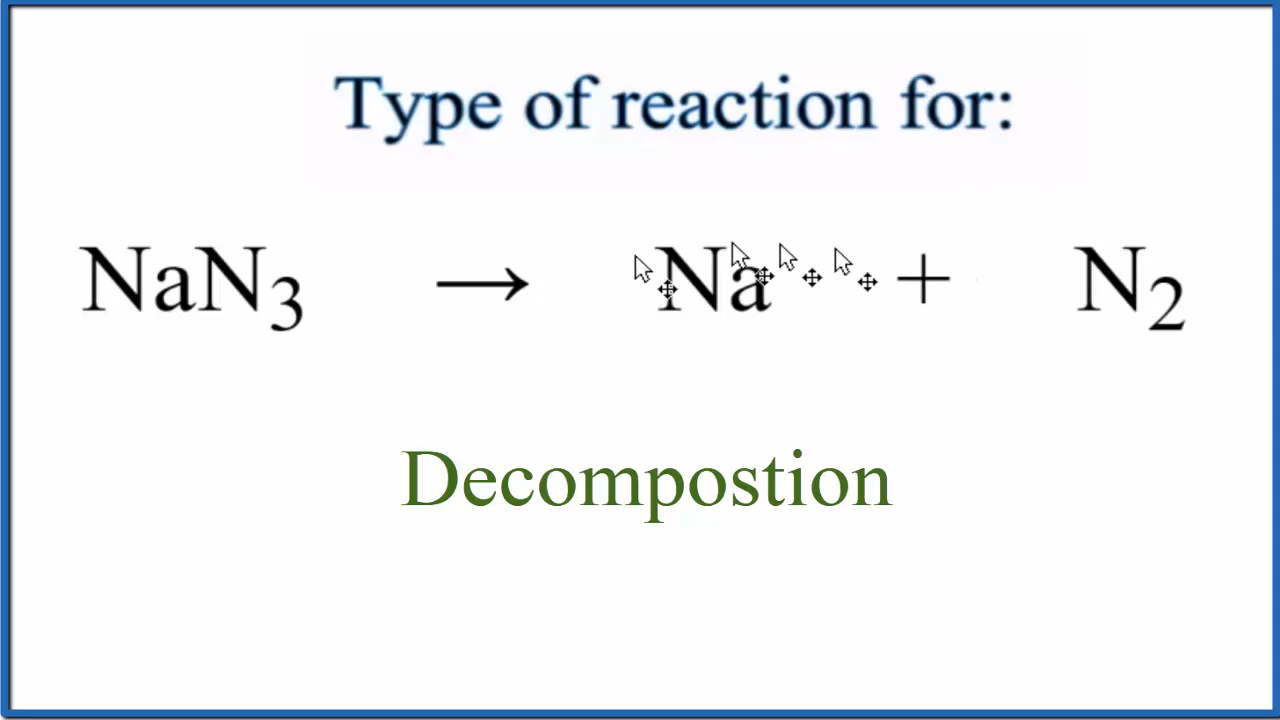 Type of reaction for:
NaN₃ → Na + N₂
Decompostion